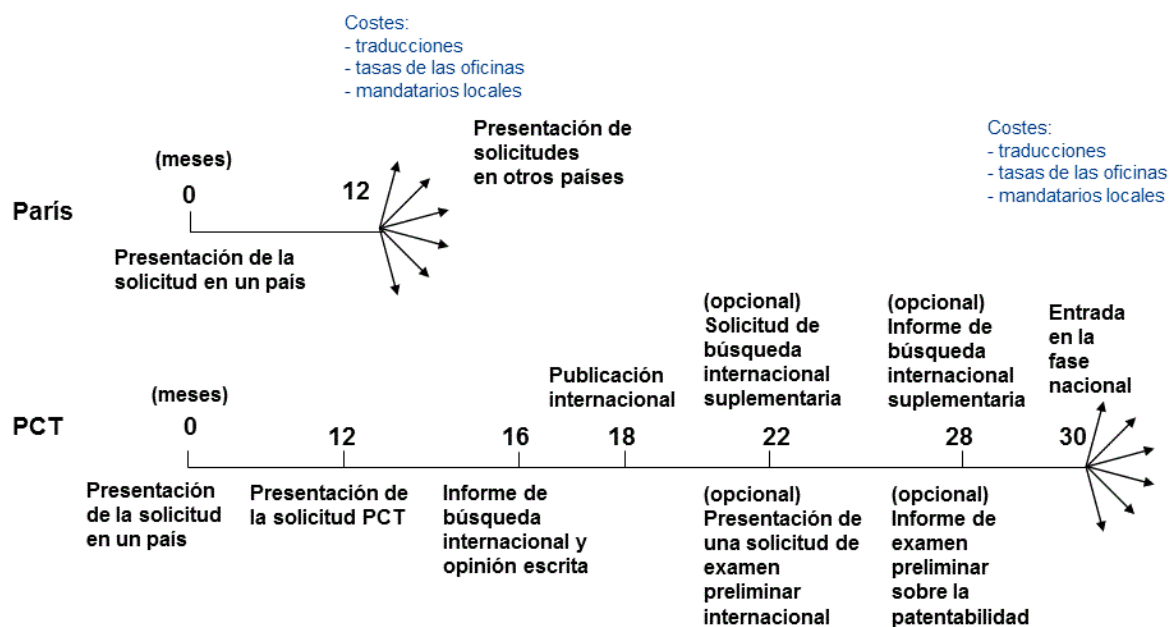 Costes:
- traducciones
- tasas de las oficinas
- mandatarios locales
Presentación de
solicitudes
en otros países
Costes:
- traducciones
- tasas de las oficinas
- mandatarios locales
(meses)
0
12
París
Presentación de la
solicitud en un país
(opcional)
Solicitud de
búsqueda
internacional
suplementaria
(opcional)
Informe de
búsqueda
internacional
suplementaria
Entrada
en la
fase
nacional
Publicación
internacional
(meses)
PCT
0
12
16
18
22
28
30
Presentación
de la solicitud
en un país
Presentación de
la solicitud PCT
Informe de
búsqueda
internacional y
opinión escrita
(opcional)
Presentación de
una solicitud de
examen
preliminar
internacional
(opcional)
Informe de
examen
preliminar
sobre la
patentabilidad